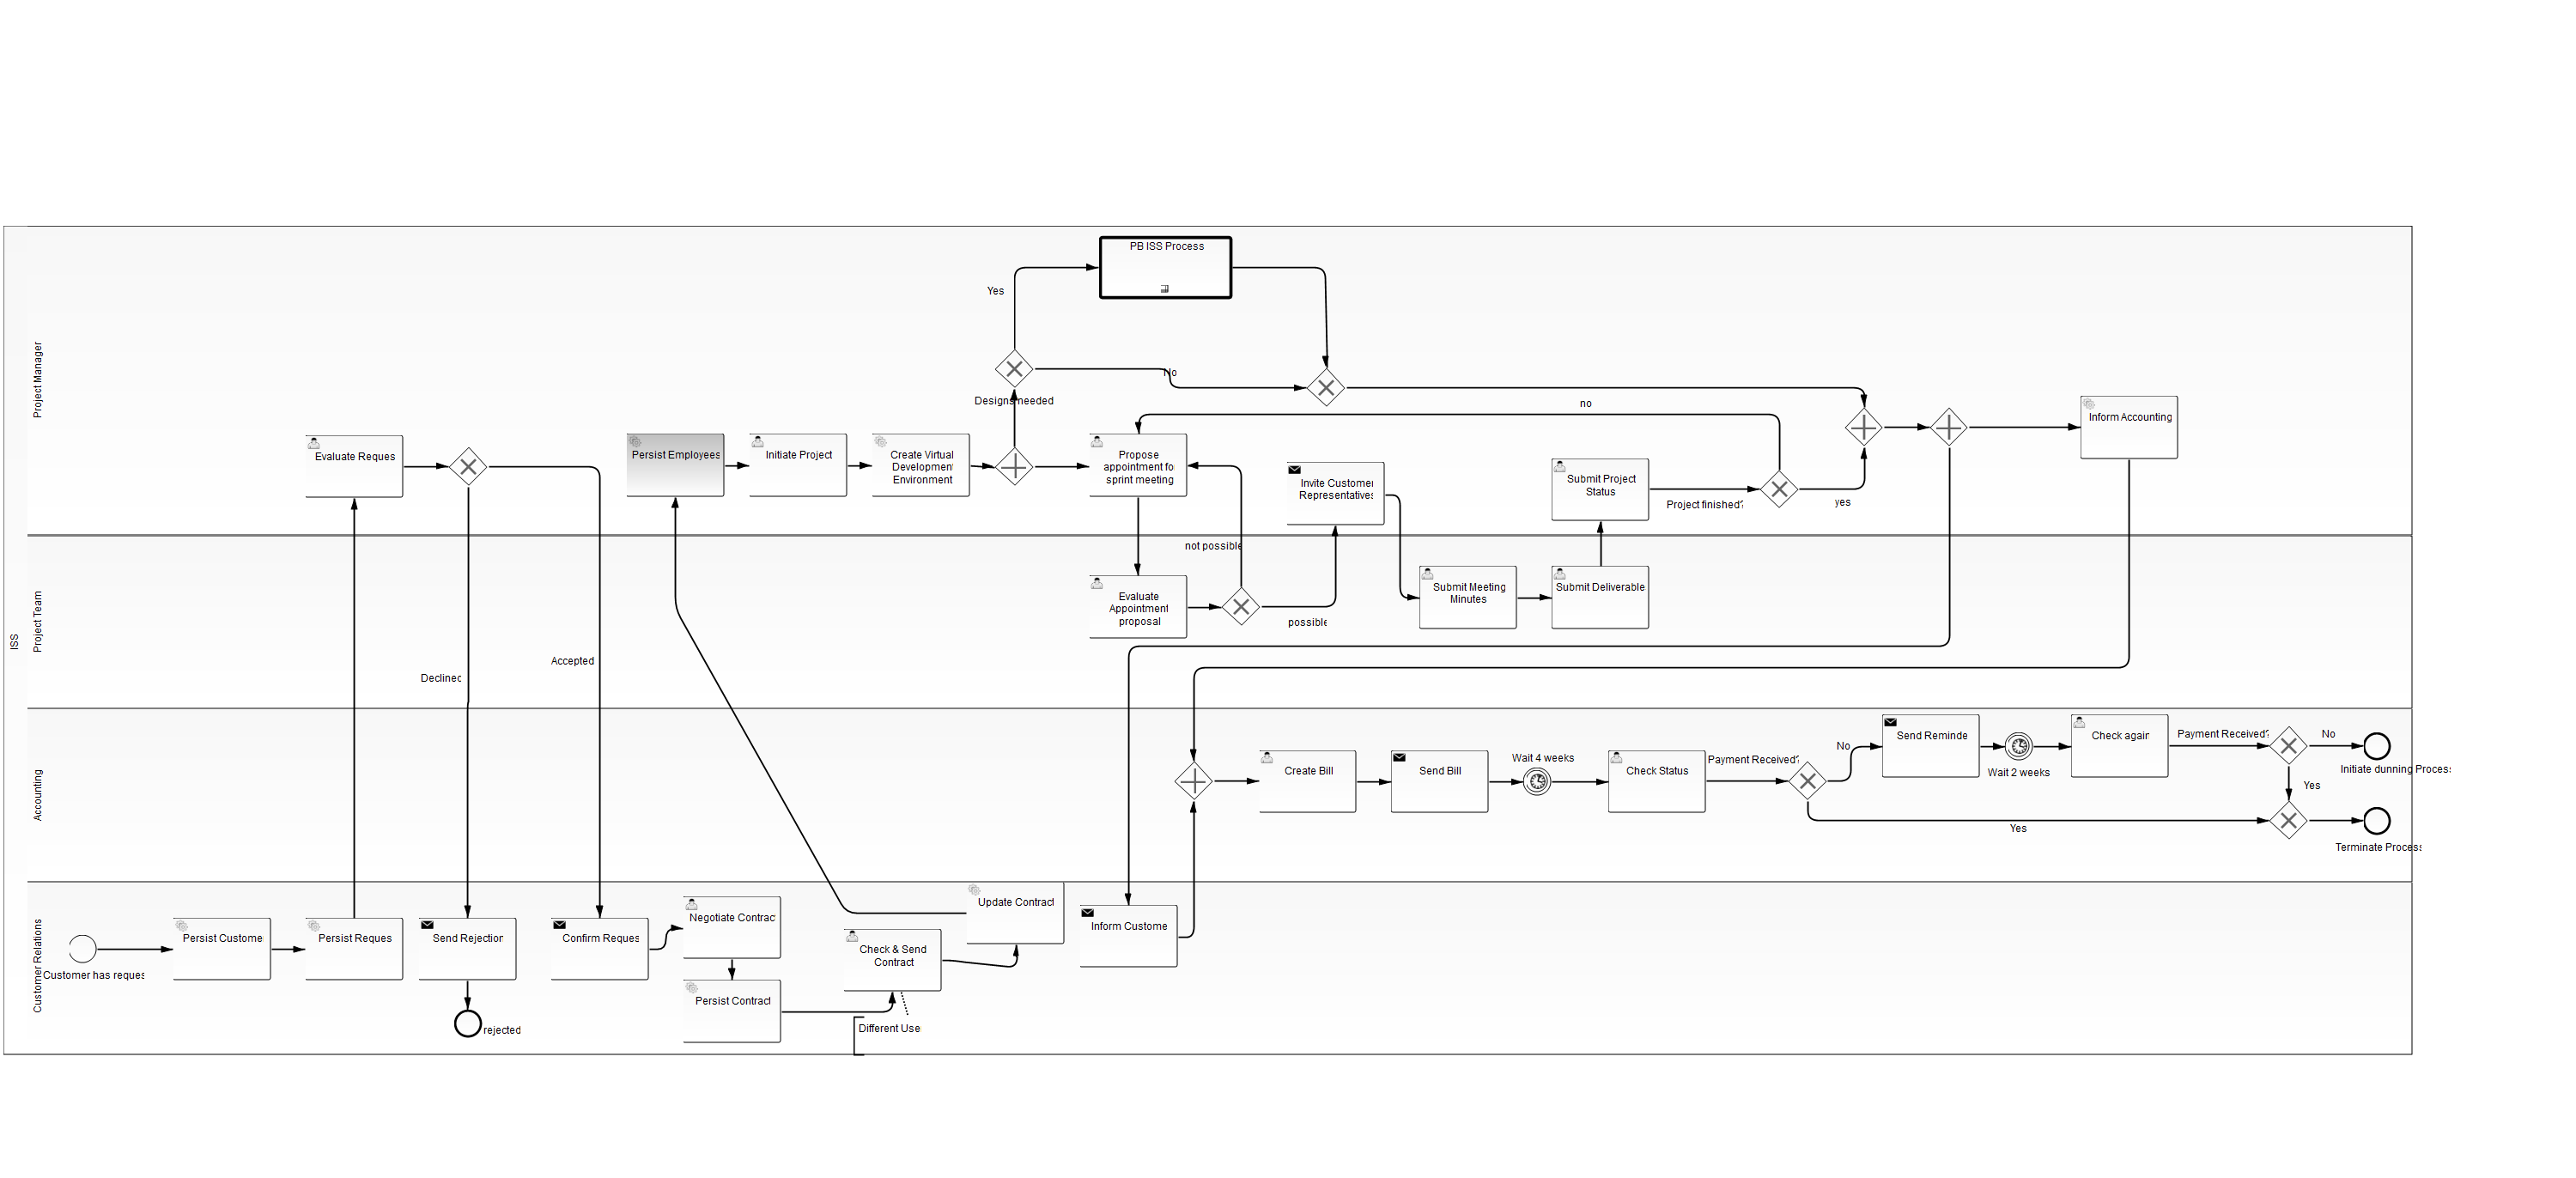 PB ISS Process
Yes
No
Designs needed
no
Inform Accounting
Project Manager
Evaluate Reques
Persist Employees
Initiate Project
Create Virtual
Development
Environment
Propose
appointment fo
sprint meeting
Invite Customer
Representatives
Submit Project
Status
Project finished?
yes
not possible
ISS
Project Team
Evaluate
Appointment
proposal
possible
Submit Meeting
Minutes
Submit Deliverable
Accepted
Declined
Accounting
Create Bill
Send Bill
Wait 4 weeks
Check Status
Payment Received?
No
Send Reminde
Wait 2 weeks
Check again
Payment Received?
No
Initiate dunning Process
Yes
Yes
Terminate Process
Customer Relations
Customer has reques
Persist Custome
Persist Reques
Send Rejection
rejected
Confirm Reques
Negotiate Contrac
Persist Contract
Check & Send
Contract
Different Use
Update Contract
Inform Custome